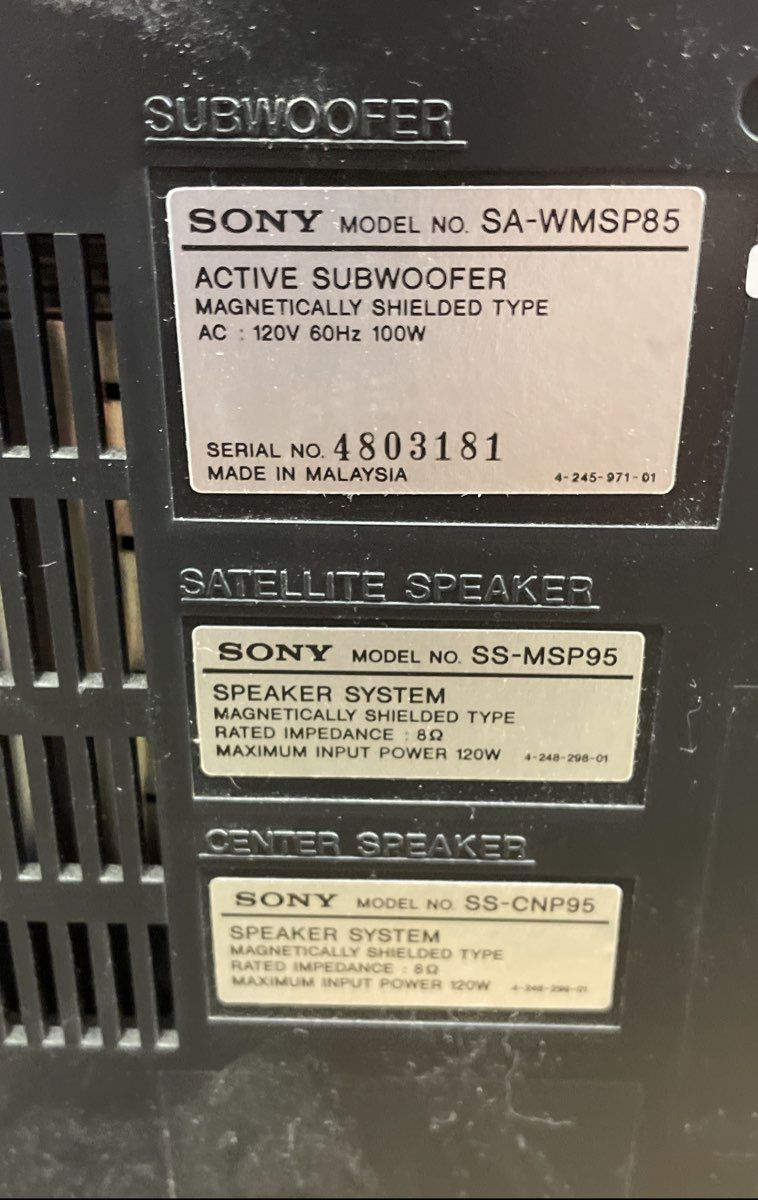 SUBWOOFER
SONY MODEL NO. SA-WMSP85
ACTIVE SUBWOOFER
MAGNETICALLY SHIELDED TYPE
AC : 120V 60Hz 100W
SERIAL NO. 4803181
MADE IN MALAYSIA 4-245-971-01
SATELLITE SPEAKER
SONY MODEL NO. SS-MSP95
SPEAKER SYSTEM
MAGNETICALLY SHIELDED TYPE
RATED IMPEDANCE : 8Ω
MAXIMUM INPUT POWER 120W 4-248-298-01
CENTER SPEAKER
SONY MODEL NO. SS-CNP95
SPEAKER SYSTEM
MAGNETICALLY SHIELDED TYPE
RATED IMPEDANCE : 8Ω
MAXIMUM INPUT POWER 120W